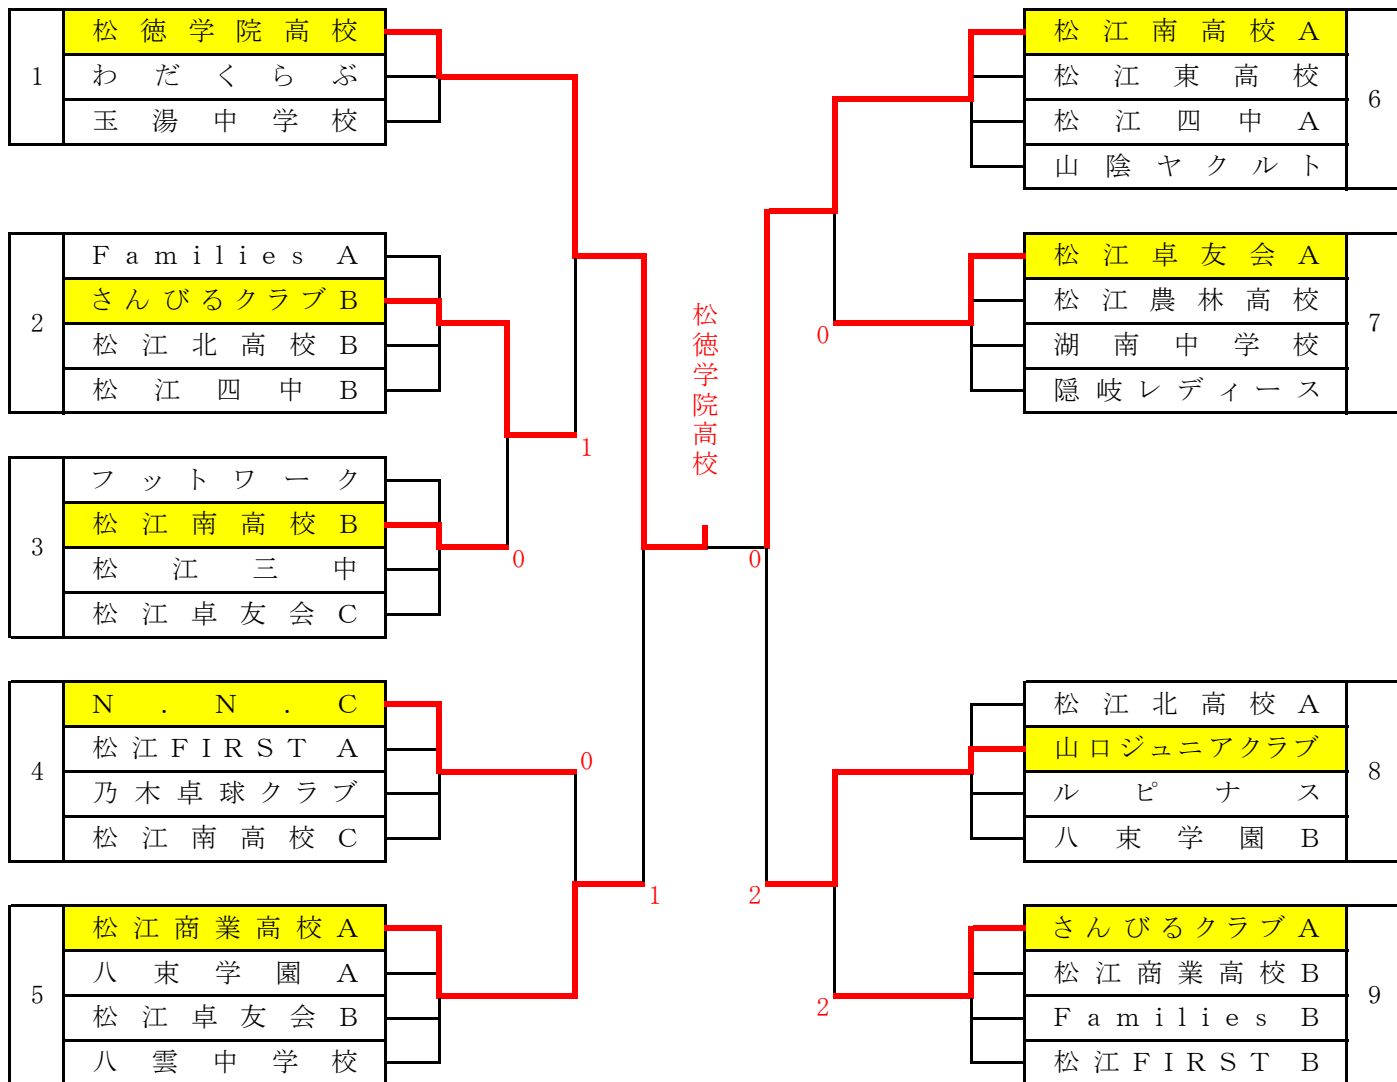 1
松徳学院高校
わだくらぶ
玉湯中学校
2
Families A
さんびるクラブB
松江北高校B
松江四中B
3
フットワーク
松江南高校B
松江三中
松江卓友会C
4
N.N.C
松江FIRST A
乃木卓球クラブ
松江南高校C
5
松江商業高校A
八束学園A
松江卓友会B
八雲中学校
1
0
0
1
松徳学院高校
0
0
2
2
松江南高校A
松江東高校
松江四中A
山陰ヤクルト
6
松江卓友会A
松江農林高校
湖南中学校
隠岐レディース
7
松江北高校A
山口ジュニアクラブ
ルピナス
八束学園B
8
さんびるクラブA
松江商業高校B
Families B
松江FIRST B
9